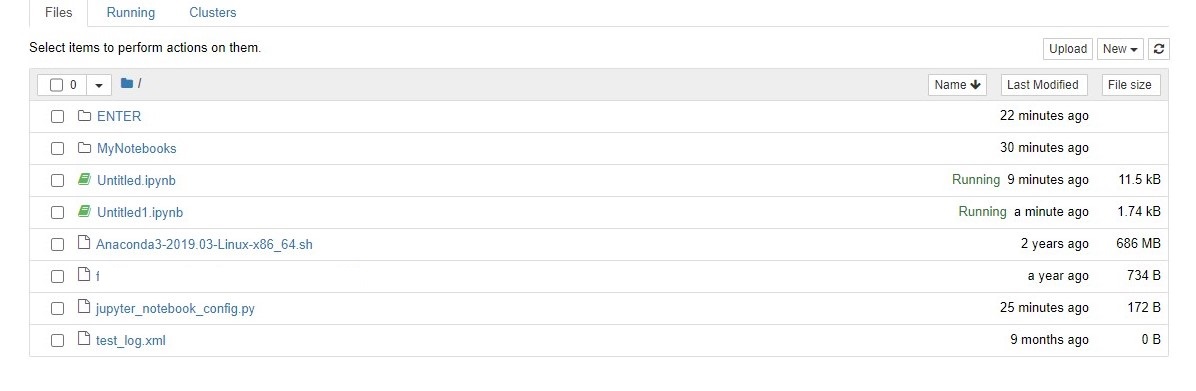 Files Running Clusters
Select items to perform actions on them. Upload New
0 / Name Last Modified File size
ENTER 22 minutes ago
MyNotebooks 30 minutes ago
Untitled.ipynb Running 9 minutes ago 11.5 kB
Untitled1.ipynb Running a minute ago 1.74 kB
Anaconda3-2019.03-Linux-x86_64.sh 2 years ago 686 MB
f a year ago 734 B
jupyter_notebook_config.py 25 minutes ago 172 B
test_log.xml 9 months ago 0 B